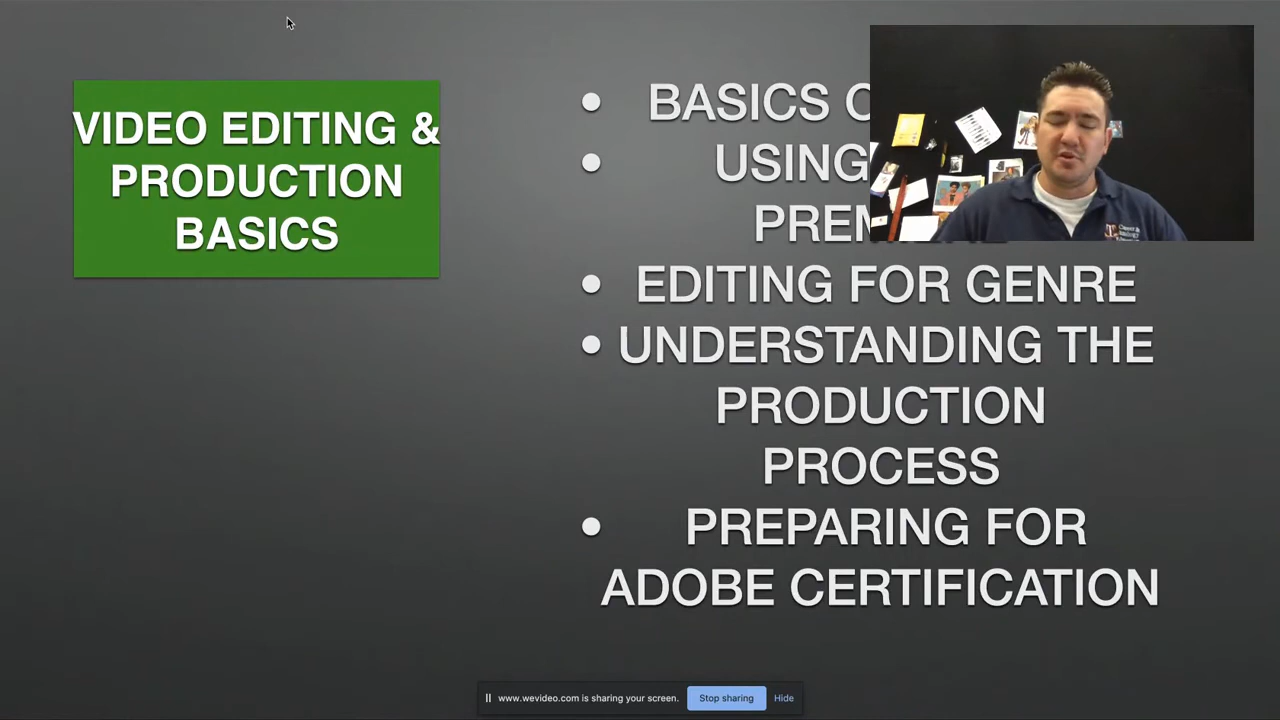 VIDEO EDITING &
PRODUCTION
BASICS
• BASICS
• USING
• EDITING FOR GENRE
• UNDERSTANDING THE
PRODUCTION
PROCESS
• PREPARING FOR
ADOBE CERTIFICATION
www.wevideo.com is sharing your screen.
Stop sharing
Hide